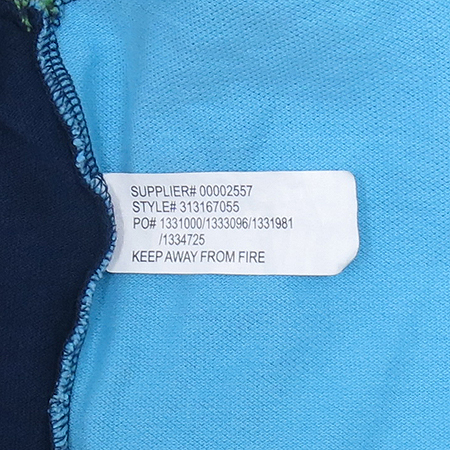 SUPPLIER# 00002557
STYLE# 313167055
PO# 1331000/1333096/1331981
/1334725
KEEP AWAY FROM FIRE